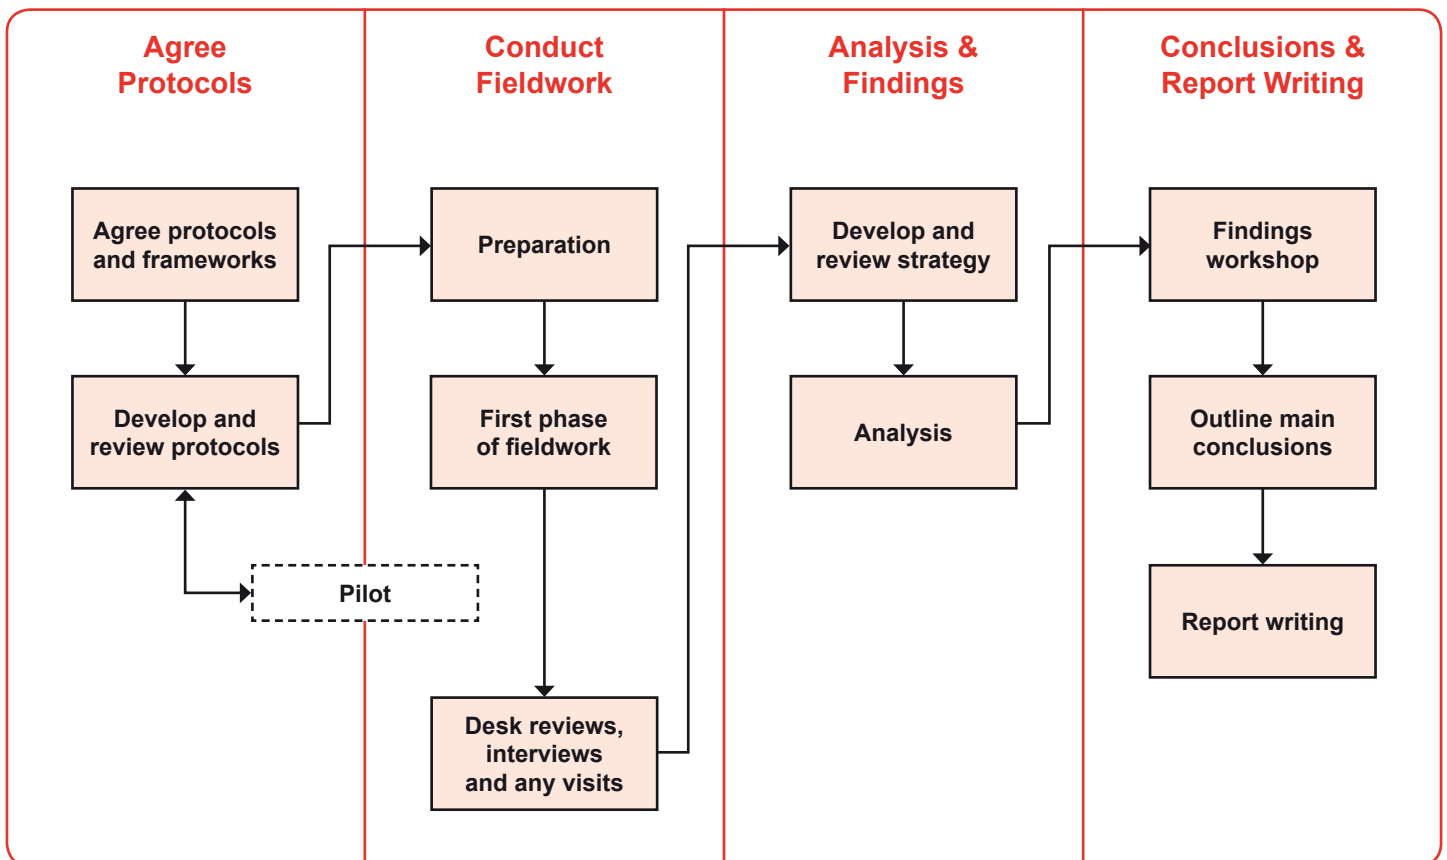 Agree
Protocols
Agree protocols
and frameworks
Develop and
review protocols
Pilot
Conduct
Fieldwork
Preparation
First phase
of fieldwork
Desk reviews,
interviews
and any visits
Analysis &
Findings
Develop and
review strategy
Analysis
Conclusions &
Report Writing
Findings
workshop
Outline main
conclusions
Report writing